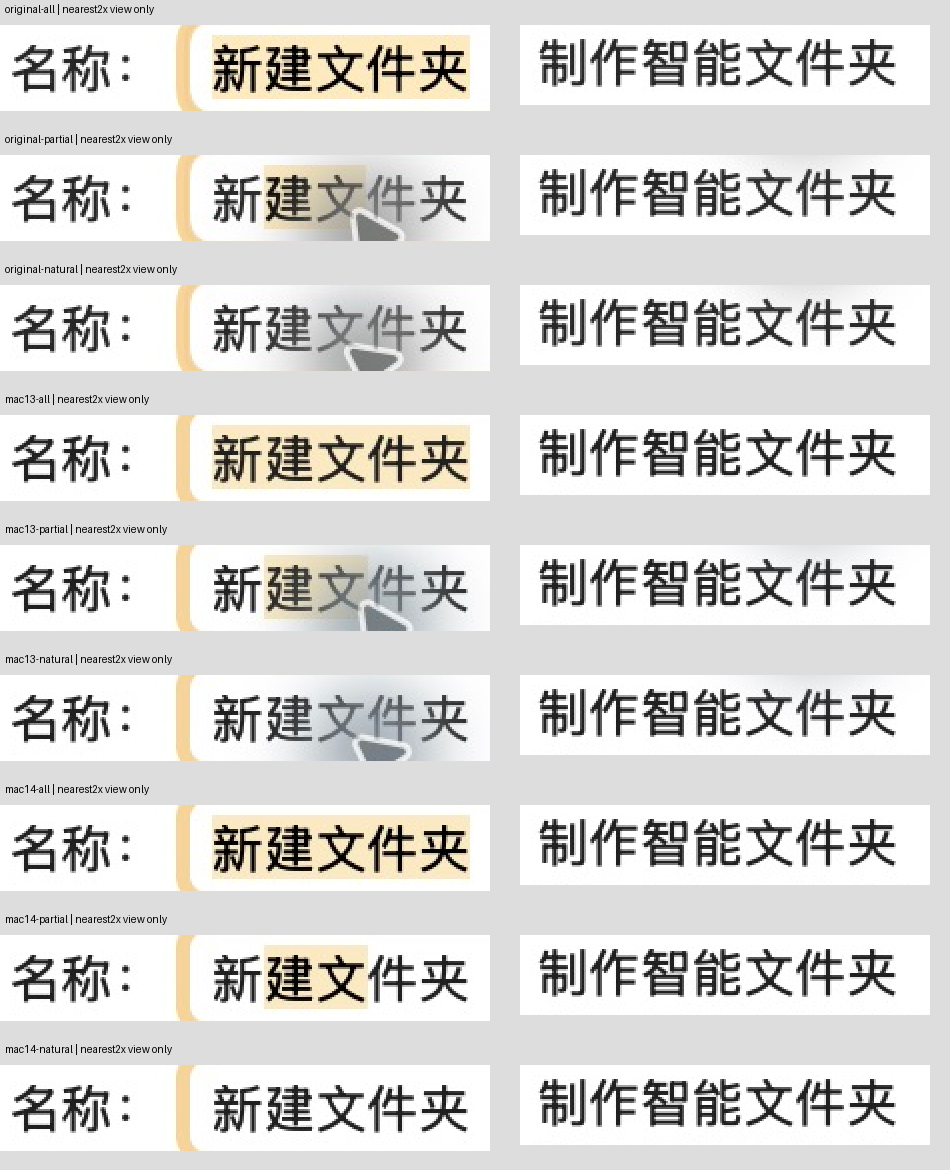 original-all | nearest2x view only
名称： 新建文件夹 制作智能文件夹
original-partial | nearest2x view only
名称： 新建文件夹 制作智能文件夹
original-natural | nearest2x view only
名称： 新建文件夹 制作智能文件夹
mac13-all | nearest2x view only
名称： 新建文件夹 制作智能文件夹
mac13-partial | nearest2x view only
名称： 新建文件夹 制作智能文件夹
mac13-natural | nearest2x view only
名称： 新建文件夹 制作智能文件夹
mac14-all | nearest2x view only
名称： 新建文件夹 制作智能文件夹
mac14-partial | nearest2x view only
名称： 新建文件夹 制作智能文件夹
mac14-natural | nearest2x view only
名称： 新建文件夹 制作智能文件夹